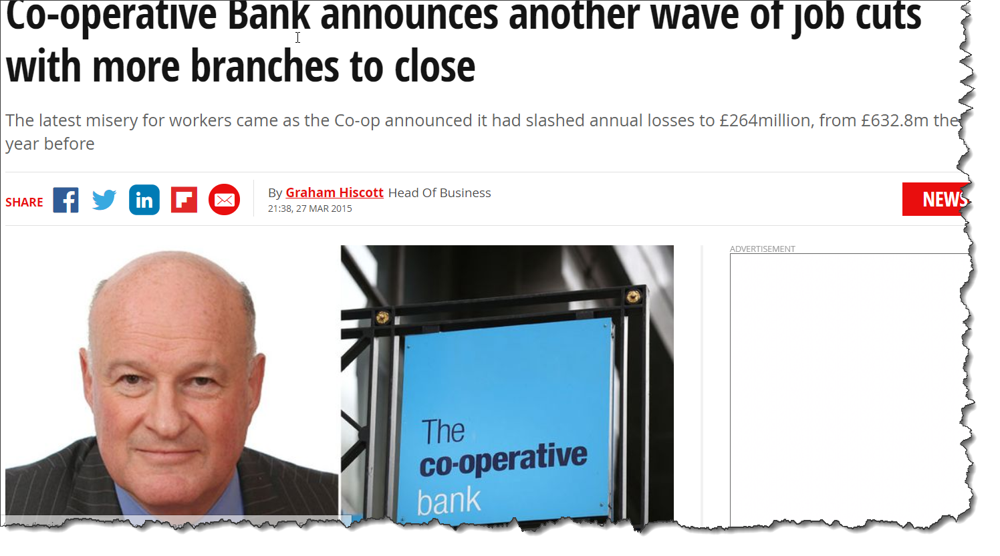 Co-operative Bank announces another wave of job cuts
with more branches to close
The latest misery for workers came as the Co-op announced it had slashed annual losses to £264million, from £632.8m the
year before
SHARE
By Graham Hiscott Head Of Business
21:38, 27 MAR 2015
NEWS
ADVERTISEMENT
The
co-operative
bank